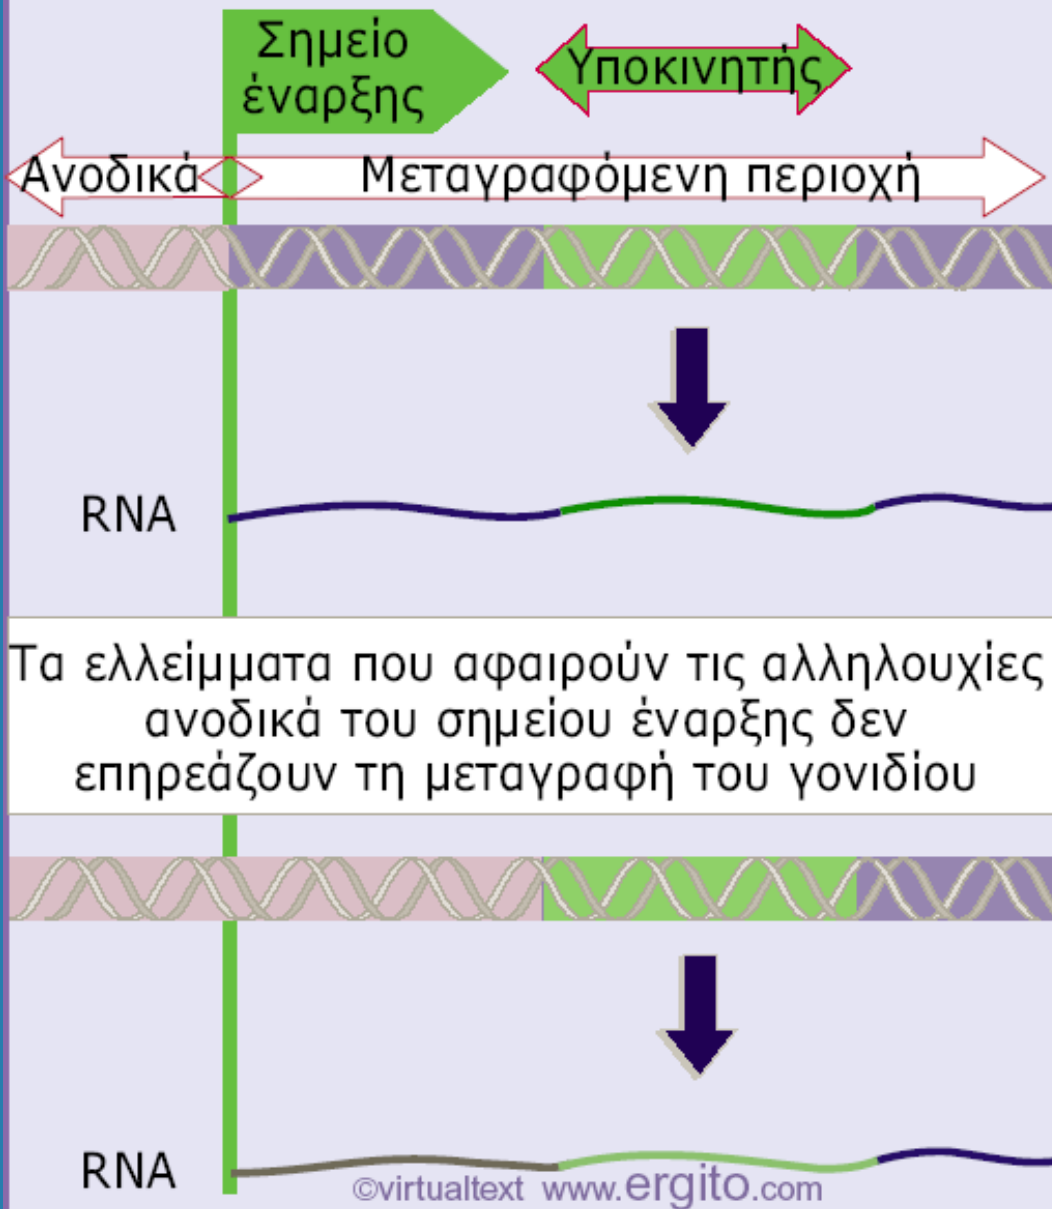 Σημείο
έναρξης
Υποκινητής
Ανοδικά
Μεταγραφόμενη περιοχή
RNA
Τα ελλείμματα που αφαιρούν τις αλληλουχίες
ανοδικά του σημείου έναρξης δεν
επηρεάζουν τη μεταγραφή του γονιδίου
RNA
©virtualtext www.ergito.com